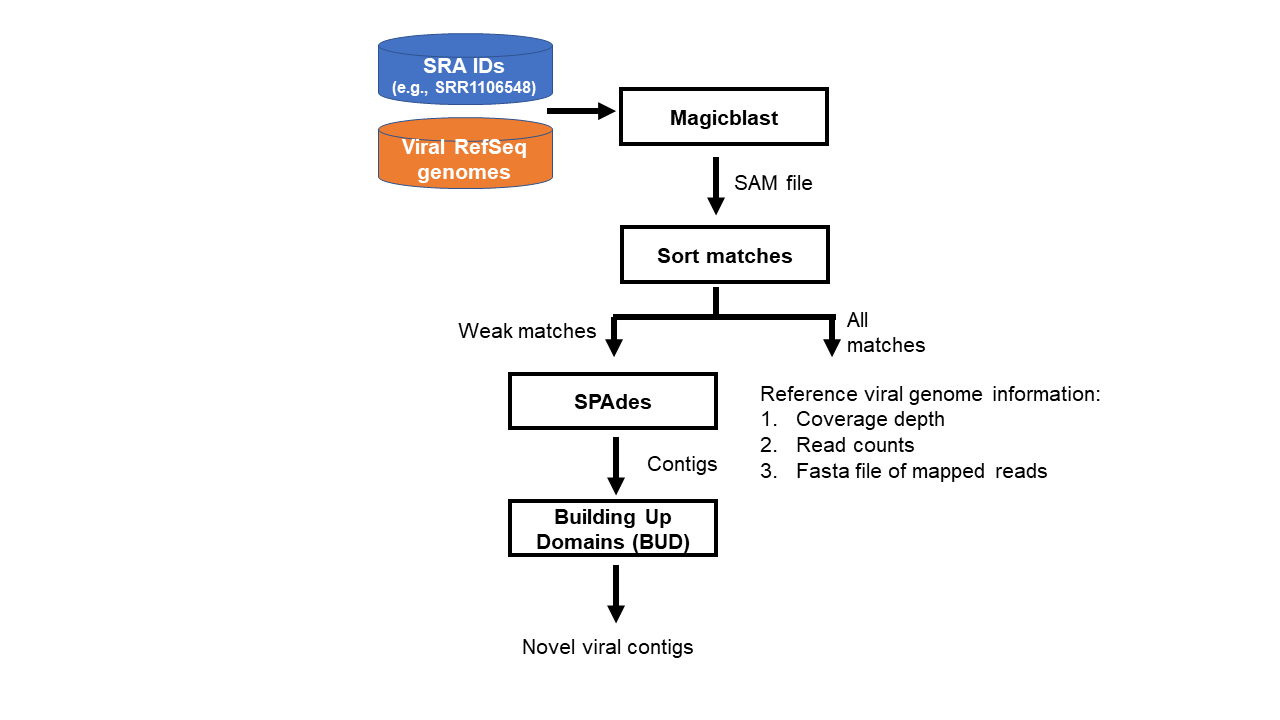 SRA IDs
(e.g., SRR1106548)
Viral RefSeq
genomes
Magicblast
SAM file
Sort matches
Weak matches
All
matches
SPAdes
Reference viral genome information:
1. Coverage depth
2. Read counts
3. Fasta file of mapped reads
Contigs
Building Up
Domains (BUD)
Novel viral contigs